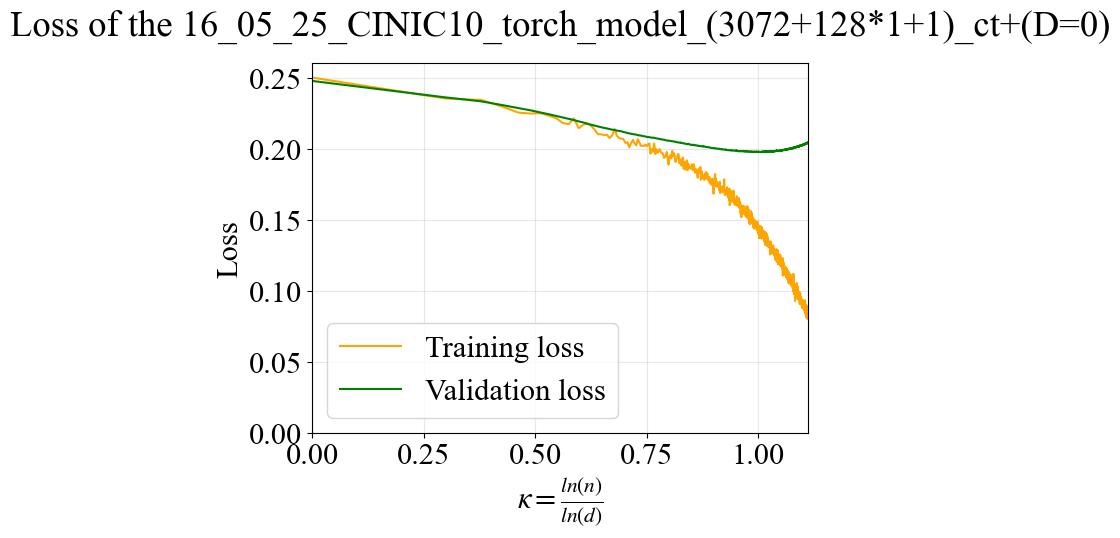 Loss of the 16_05_25_CINIC10_torch_model_(3072+128*1+1)_ct+(D=0)
0.25
0.20
0.15
0.10
0.05
0.00
Loss
Training loss
Validation loss
0.00 0.25 0.50 0.75 1.00
κ = ln(n)/ln(d)